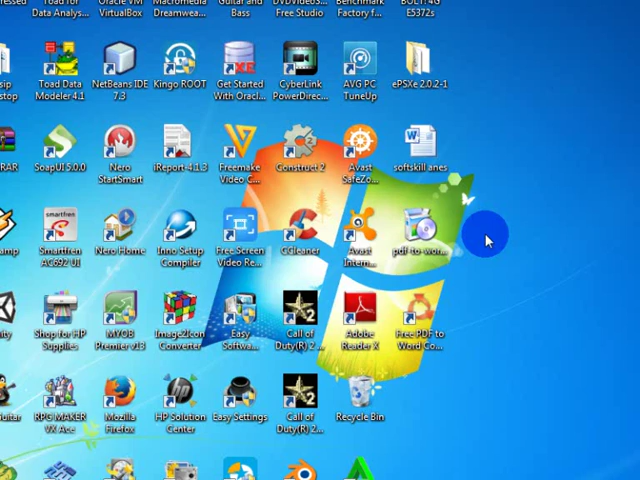 Toad for
Data Analys...
Oracle VM
VirtualBox
Macromedia
Dreamwea...
Guitar and
Bass
DVDVideoS...
Free Studio
Benchmark
Factory f...
BOLT! 4G
E5372s
Toad Data
Modeler 4.1
NetBeans IDE
7.3
Kingo ROOT
Get Started
With Oracl...
CyberLink
PowerDirec...
AVG PC
TuneUp
ePSXe 2.0.2-1
RAR
SoapUI 5.0.0
Nero
StartSmart
iReport-4.1.3
Freemake
Video C...
Construct 2
Avast
SafeZo...
softskill anes
Smartfren
AC692 UI
Nero Home
Inno Setup
Compiler
Free Screen
Video Re...
CCleaner
Avast
Intern...
pdf-to-wor...
Shop for HP
Supplies
MYOB
Premier v13
Image2Icon
Converter
Easy
Softwa...
Call of
Duty(R) 2...
Adobe
Reader X
Free PDF to
Word Co...
RPG MAKER
VX Ace
Mozilla
Firefox
HP Solution
Center
Easy Settings
Call of
Duty(R) 2...
Recycle Bin